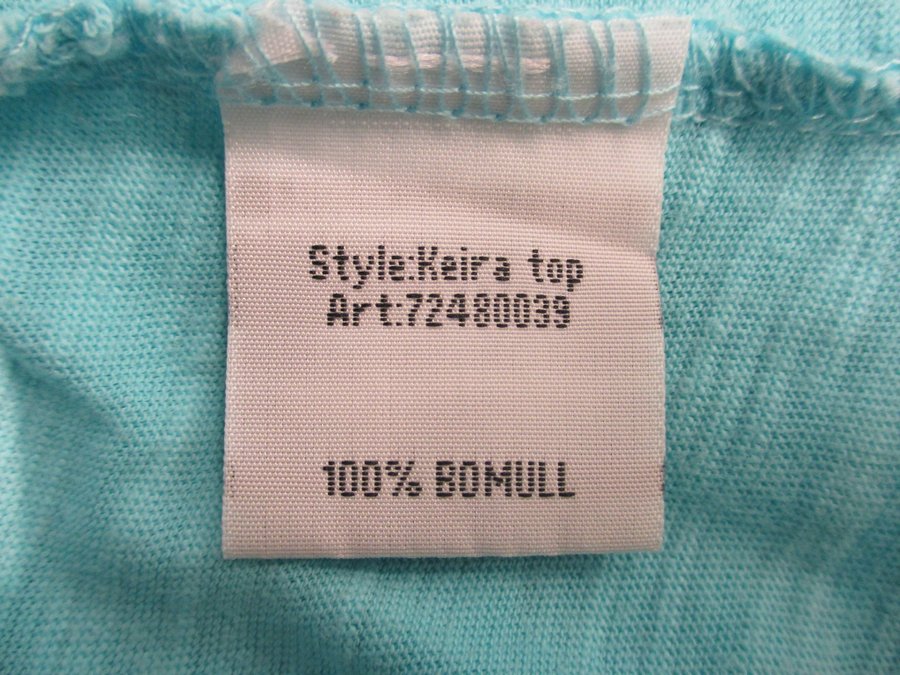 Style:Keira top
Art:72480039
100% BOMULL